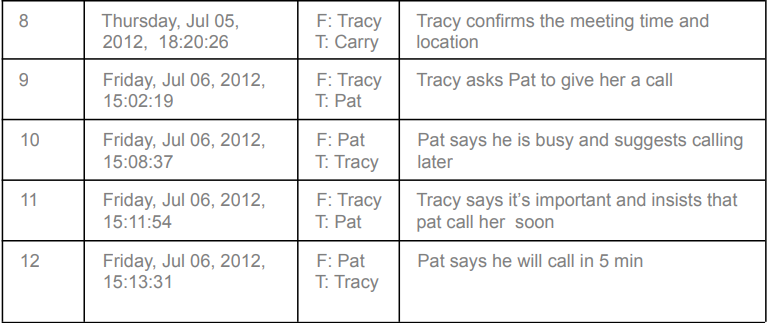 8 Thursday, Jul 05, F: Tracy Tracy confirms the meeting time and
2012,  18:20:26 T: Carry location
9 Friday, Jul 06, 2012, F: Tracy Tracy asks Pat to give her a call
15:02:19 T: Pat
10 Friday, Jul 06, 2012, F: Pat Pat says he is busy and suggests calling
15:08:37 T: Tracy later
11 Friday, Jul 06, 2012, F: Tracy Tracy says it’s important and insists that
15:11:54 T: Pat pat call her  soon
12 Friday, Jul 06, 2012, F: Pat Pat says he will call in 5 min
15:13:31 T: Tracy